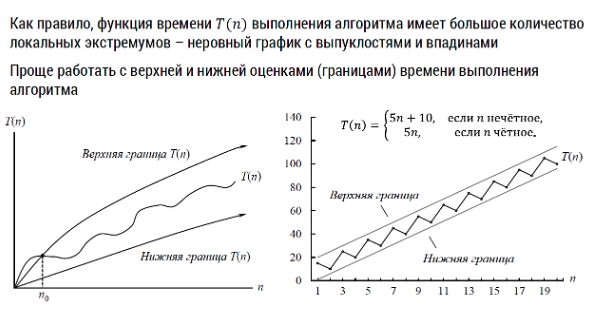 Как правило, функция времени T(n) выполнения алгоритма имеет большое количество
локальных экстремумов – неровный график с выпуклостями и впадинами
Проще работать с верхней и нижней оценками (границами) времени выполнения
алгоритма
T(n)
Верхняя граница T(n)
T(n)
Нижняя граница T(n)
n₀
n
T(n) = {5n + 10, если n нечётное,
5n, если n чётное.
140
120
100
80
60
40
20
0
T(n)
Верхняя граница
Нижняя граница
n
1 3 5 7 9 11 13 15 17 19